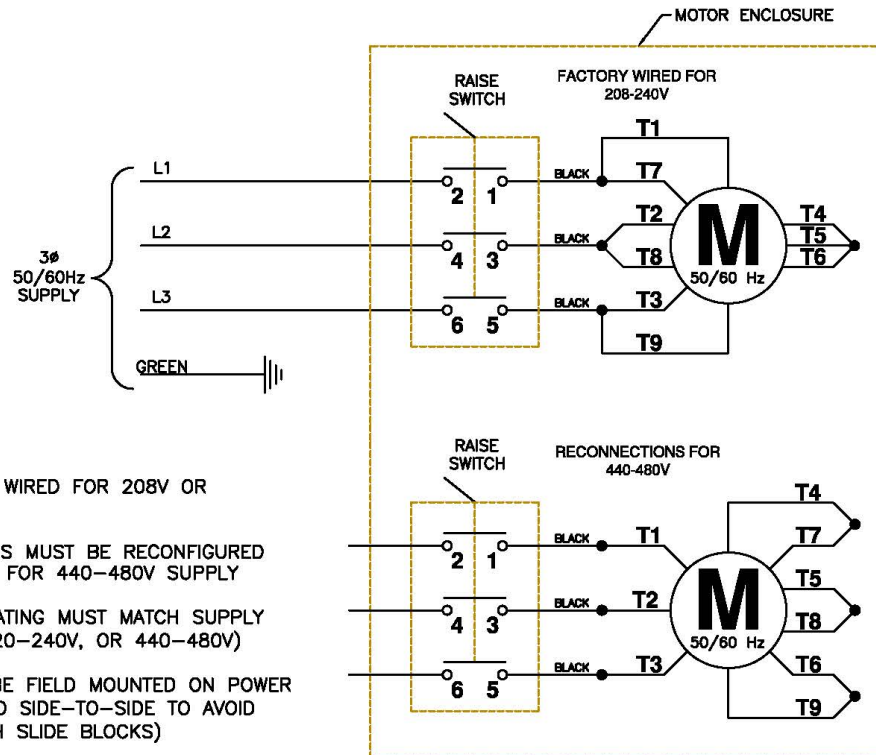 MOTOR ENCLOSURE
RAISE
SWITCH
FACTORY WIRED FOR
208-240V
T1
L1
BLACK
T7
2 1
L2
BLACK
T2
T4
4 3
T8
M
T5
T6
50/60 Hz
3ø
50/60Hz
SUPPLY
L3
BLACK
T3
6 5
T9
GREEN
RAISE
SWITCH
RECONNECTIONS FOR
440-480V
WIRED FOR 208V OR
S MUST BE RECONFIGURED
FOR 440-480V SUPPLY
ATING MUST MATCH SUPPLY
20-240V, OR 440-480V)
BE FIELD MOUNTED ON POWER
D SIDE-TO-SIDE TO AVOID
H SLIDE BLOCKS)
T4
BLACK
T1
T7
2 1
T5
BLACK
T2
M
4 3
T8
50/60 Hz
BLACK
T3
T6
6 5
T9